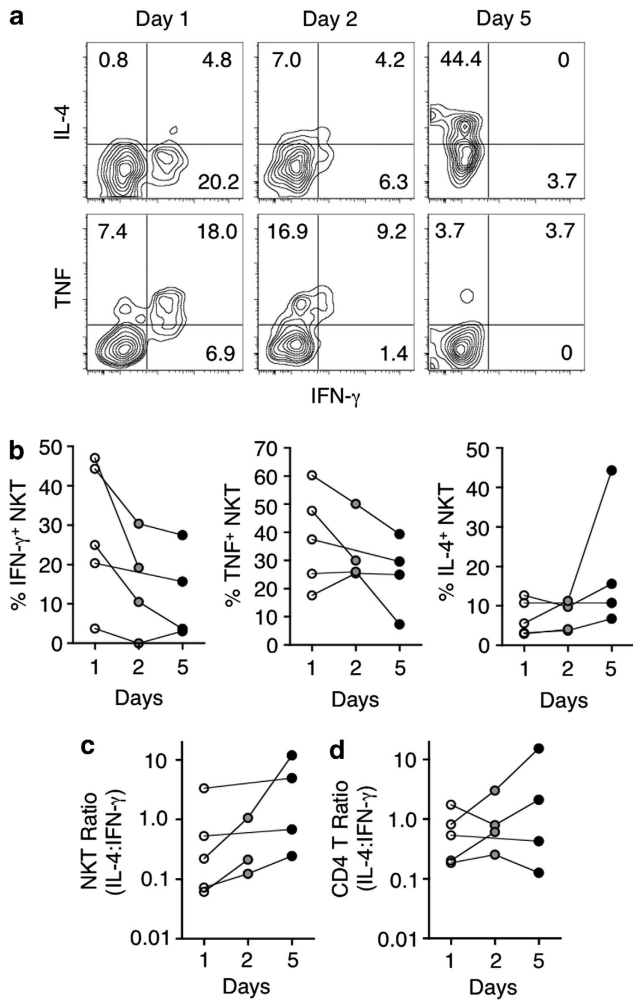 a
Day 1 Day 2 Day 5
IL-4
0.8 4.8 7.0 4.2 44.4 0
20.2 6.3 3.7
TNF
7.4 18.0 16.9 9.2 3.7 3.7
6.9 1.4 0
IFN-γ
b
% IFN-γ+ NKT
50
40
30
20
10
0
1 2 5
Days
% TNF+ NKT
70
60
50
40
30
20
10
0
1 2 5
Days
% IL-4+ NKT
50
40
30
20
10
0
1 2 5
Days
c
NKT Ratio
(IL-4:IFN-γ)
10
1.0
0.1
0.01
1 2 5
Days
d
CD4 T Ratio
(IL-4:IFN-γ)
10
1.0
0.1
0.01
1 2 5
Days